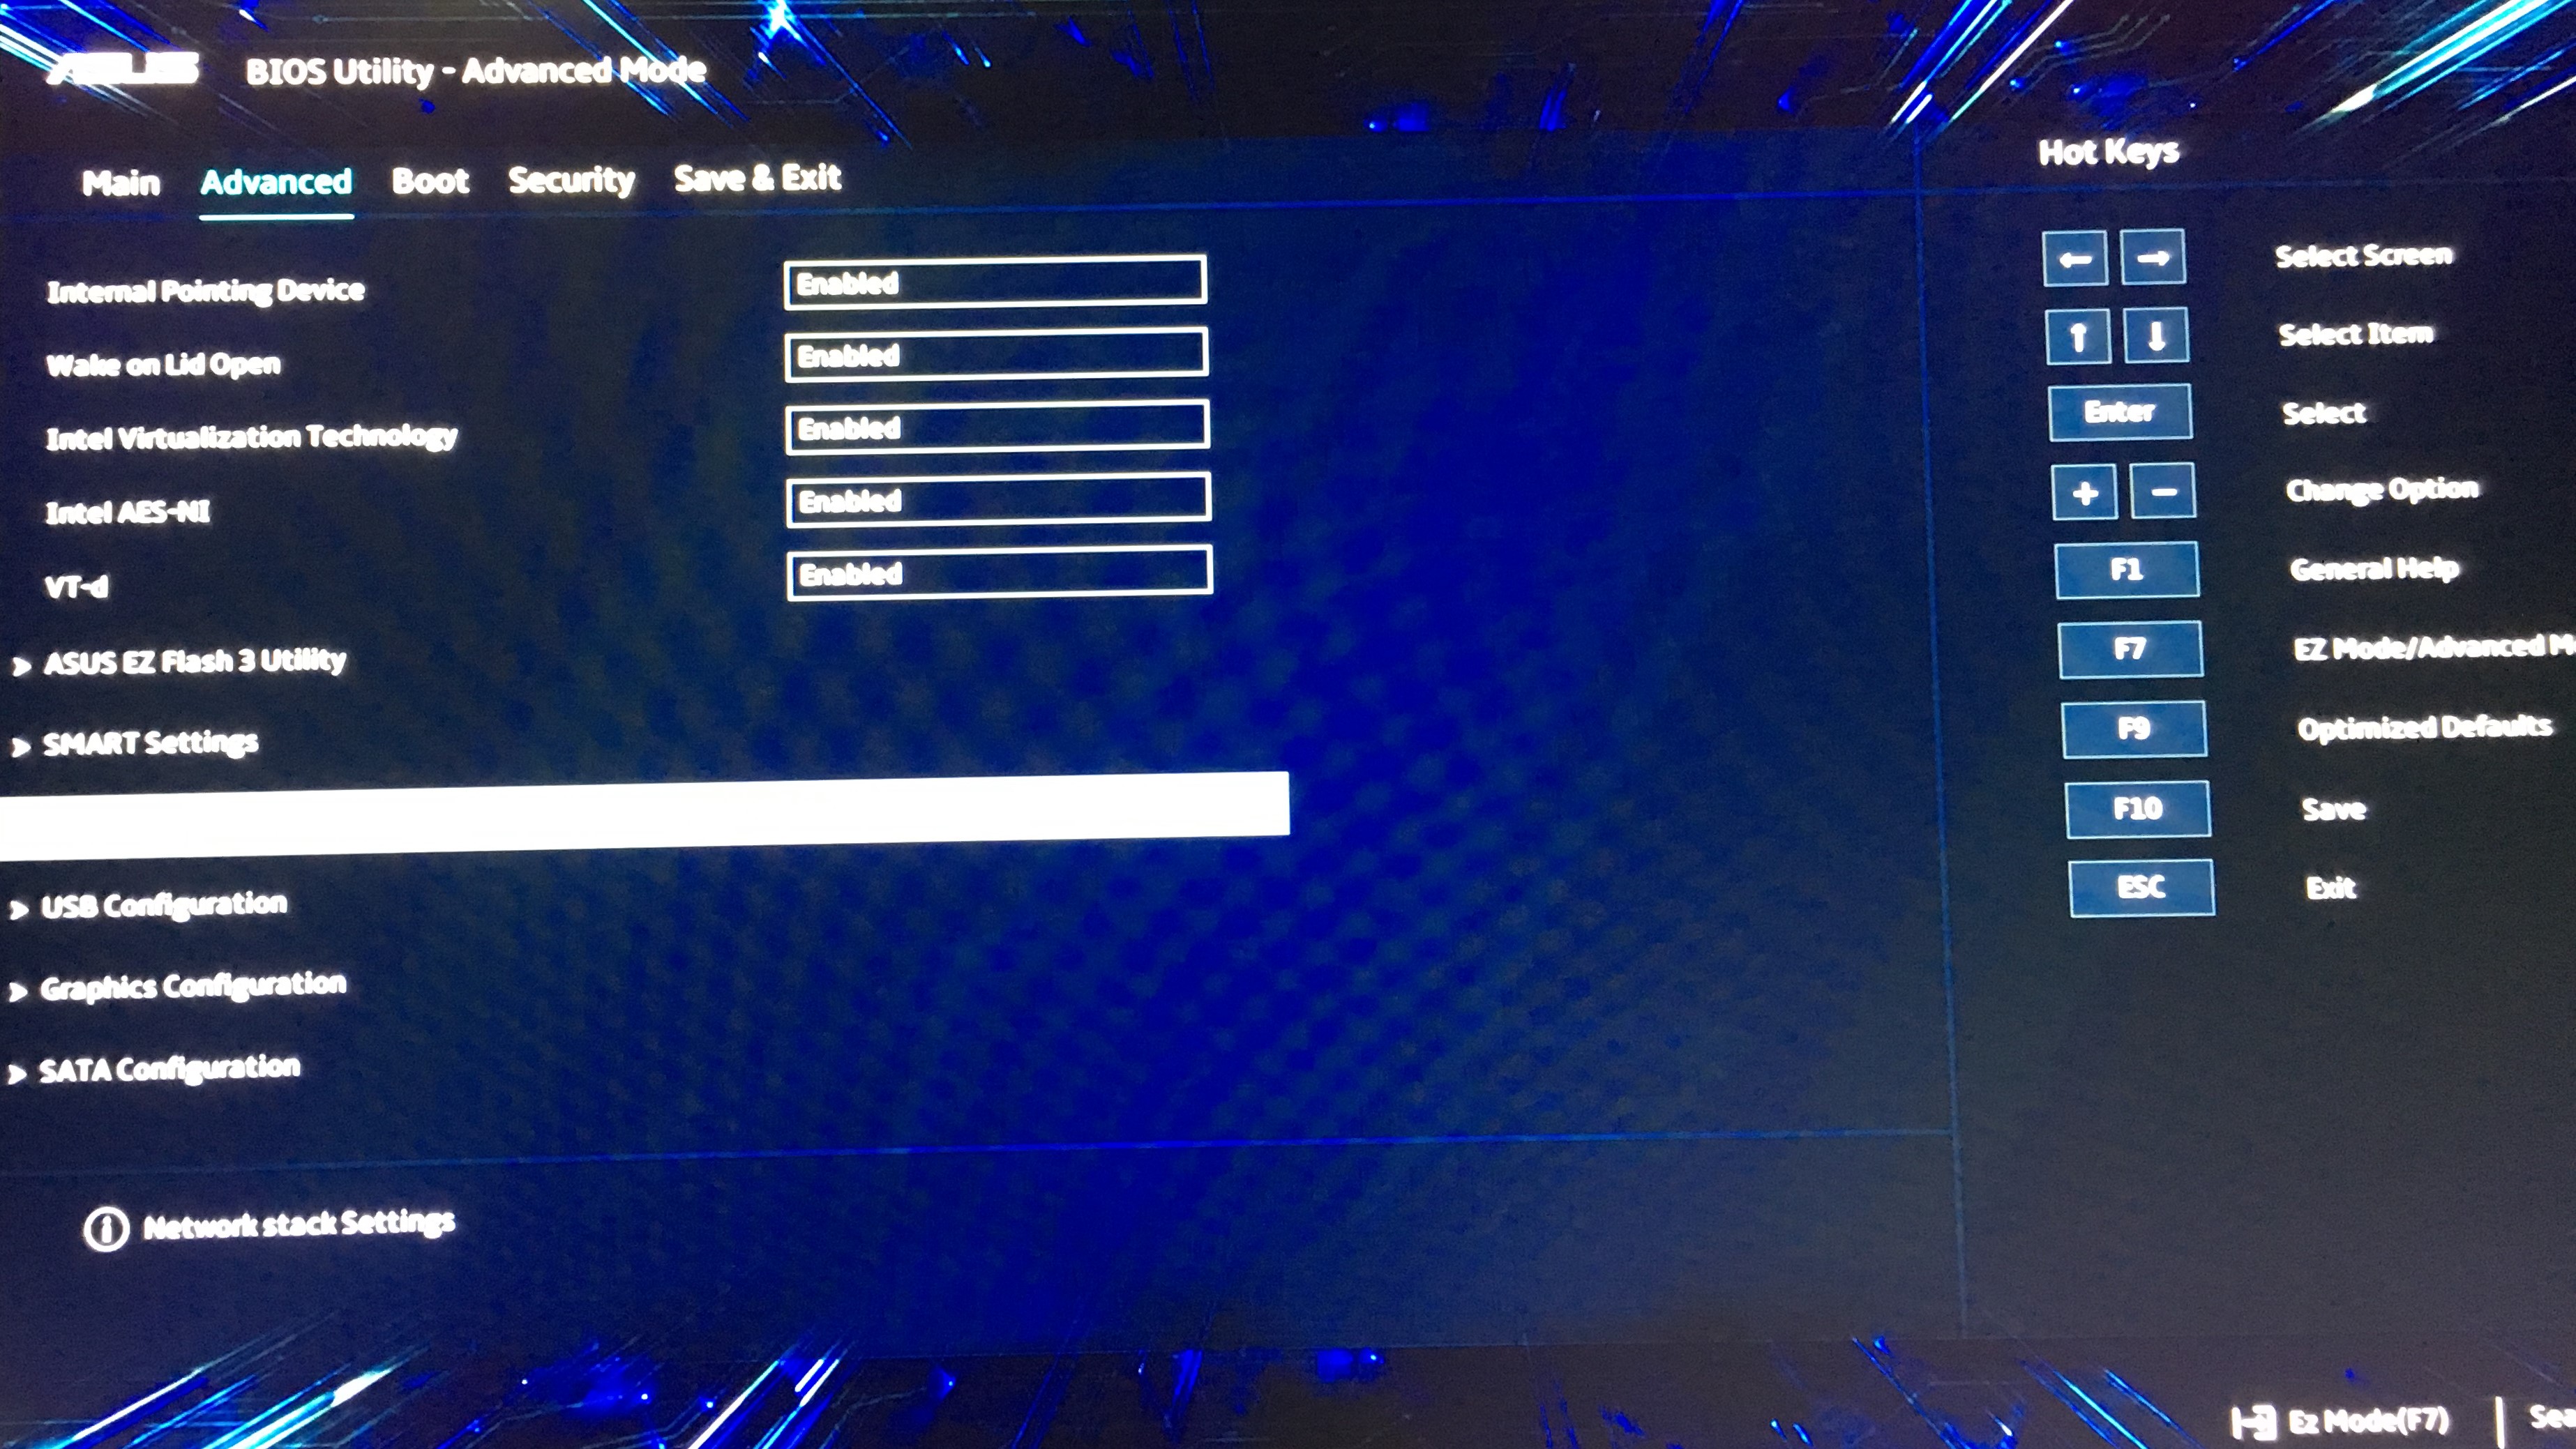 ASUS BIOS Utility - Advanced Mode
Main Advanced Boot Security Save & Exit
Internal Pointing Device Enabled
Wake on Lid Open Enabled
Intel Virtualization Technology Enabled
Intel AES-NI Enabled
VT-d Enabled
> ASUS EZ Flash 3 Utility
> SMART Settings
> USB Configuration
> Graphics Configuration
> SATA Configuration
Network stack Settings
Hot Keys
← → Select Screen
↑ ↓ Select Item
Enter Select
+ - Change Option
F1 General Help
F7 EZ Mode/Advanced
F9 Optimized Defaults
F10 Save
ESC Exit
Ez Mode(F7)